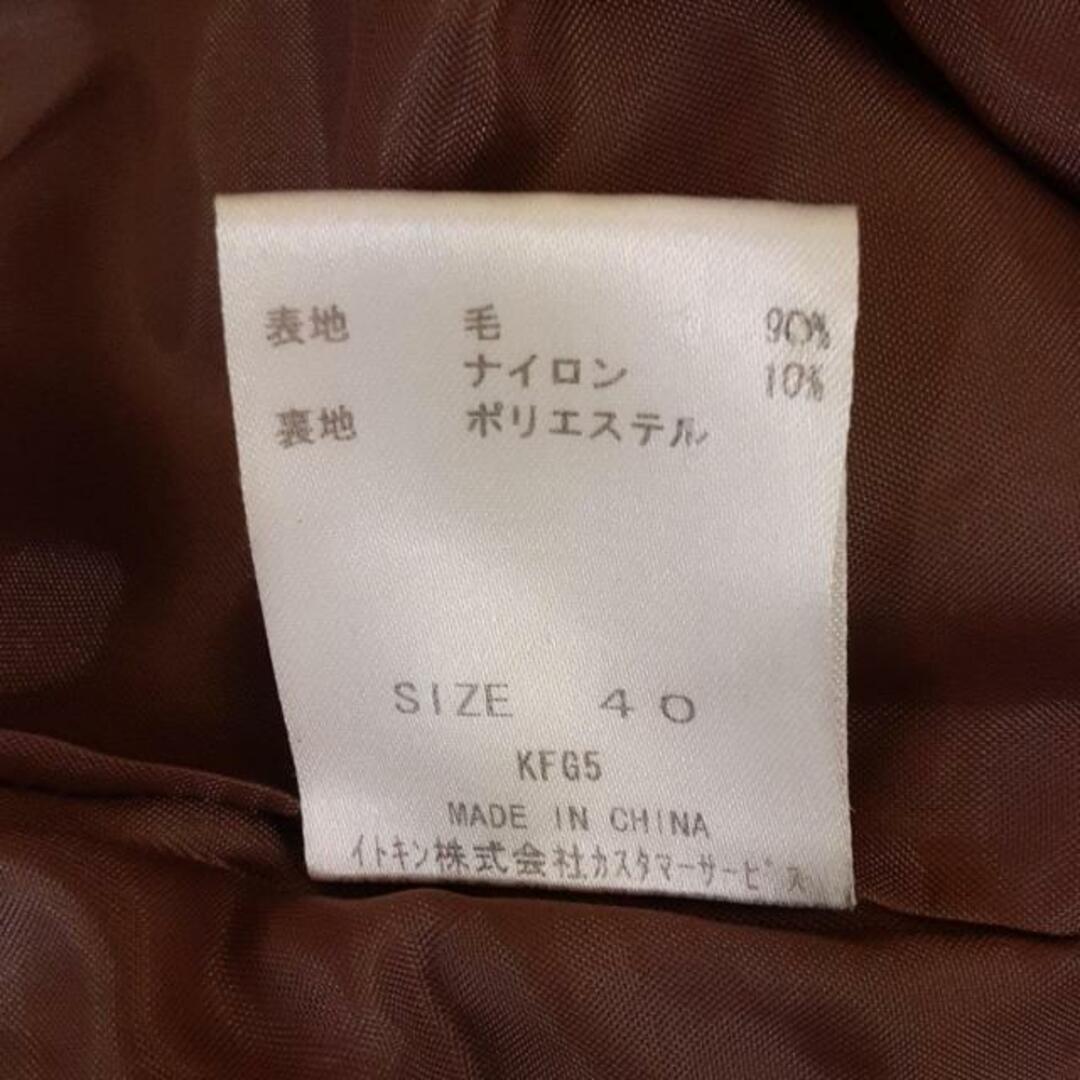 表地 毛 90%
ナイロン 10%
裏地 ポリエステル
SIZE 40
KFG5
MADE IN CHINA
イトキン株式会社カスタマーサービス